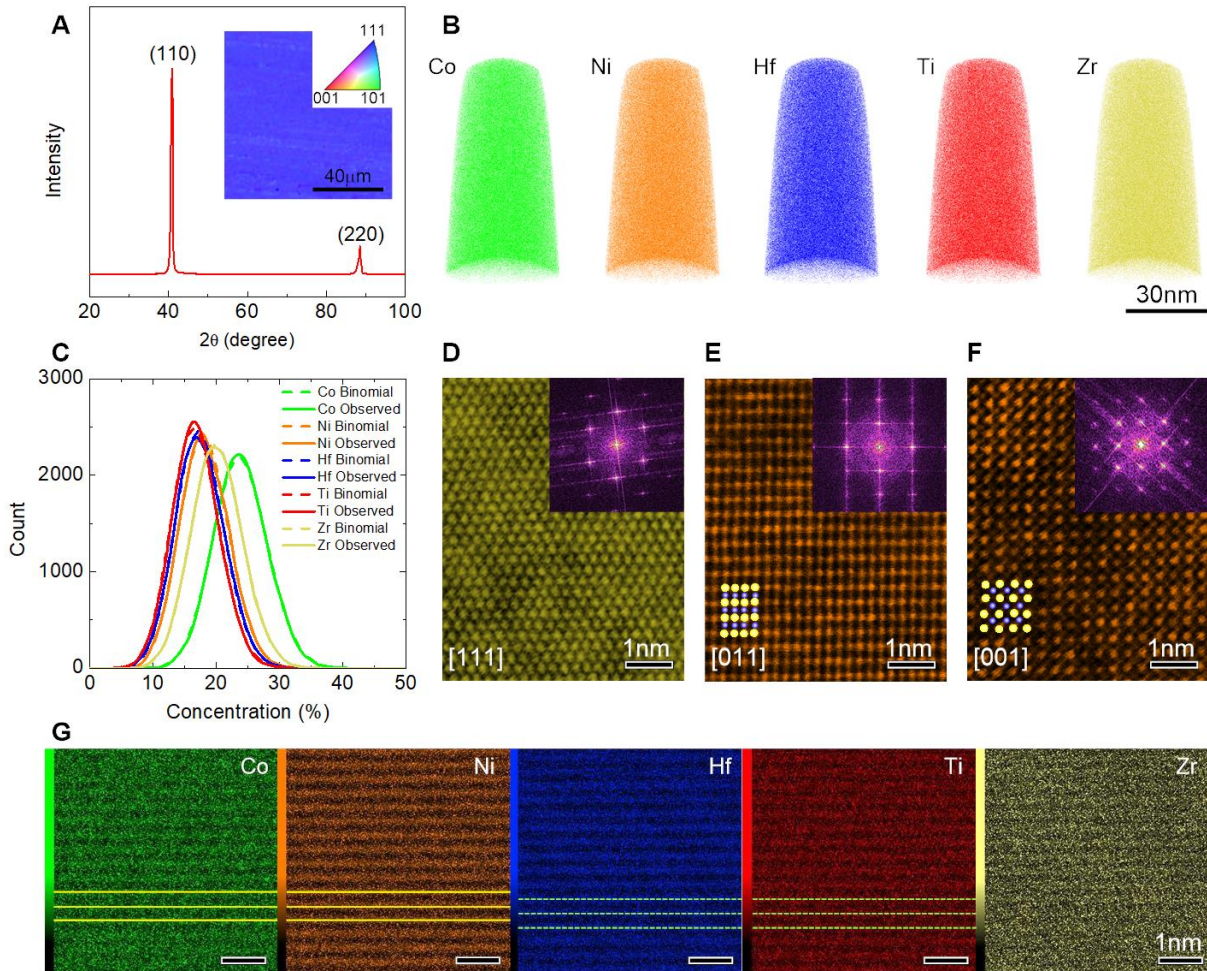 A
(110)
111
001 101
40μm
(220)
Intensity
20 40 60 80 100
2θ (degree)
B
Co
Ni
Hf
Ti
Zr
30nm
C
3000
2000
1000
0
Count
Co Binomial
Co Observed
Ni Binomial
Ni Observed
Hf Binomial
Hf Observed
Ti Binomial
Ti Observed
Zr Binomial
Zr Observed
0 10 20 30 40 50
Concentration (%)
D
[111]
1nm
E
[011]
1nm
F
[001]
1nm
G
Co
Ni
Hf
Ti
Zr
1nm